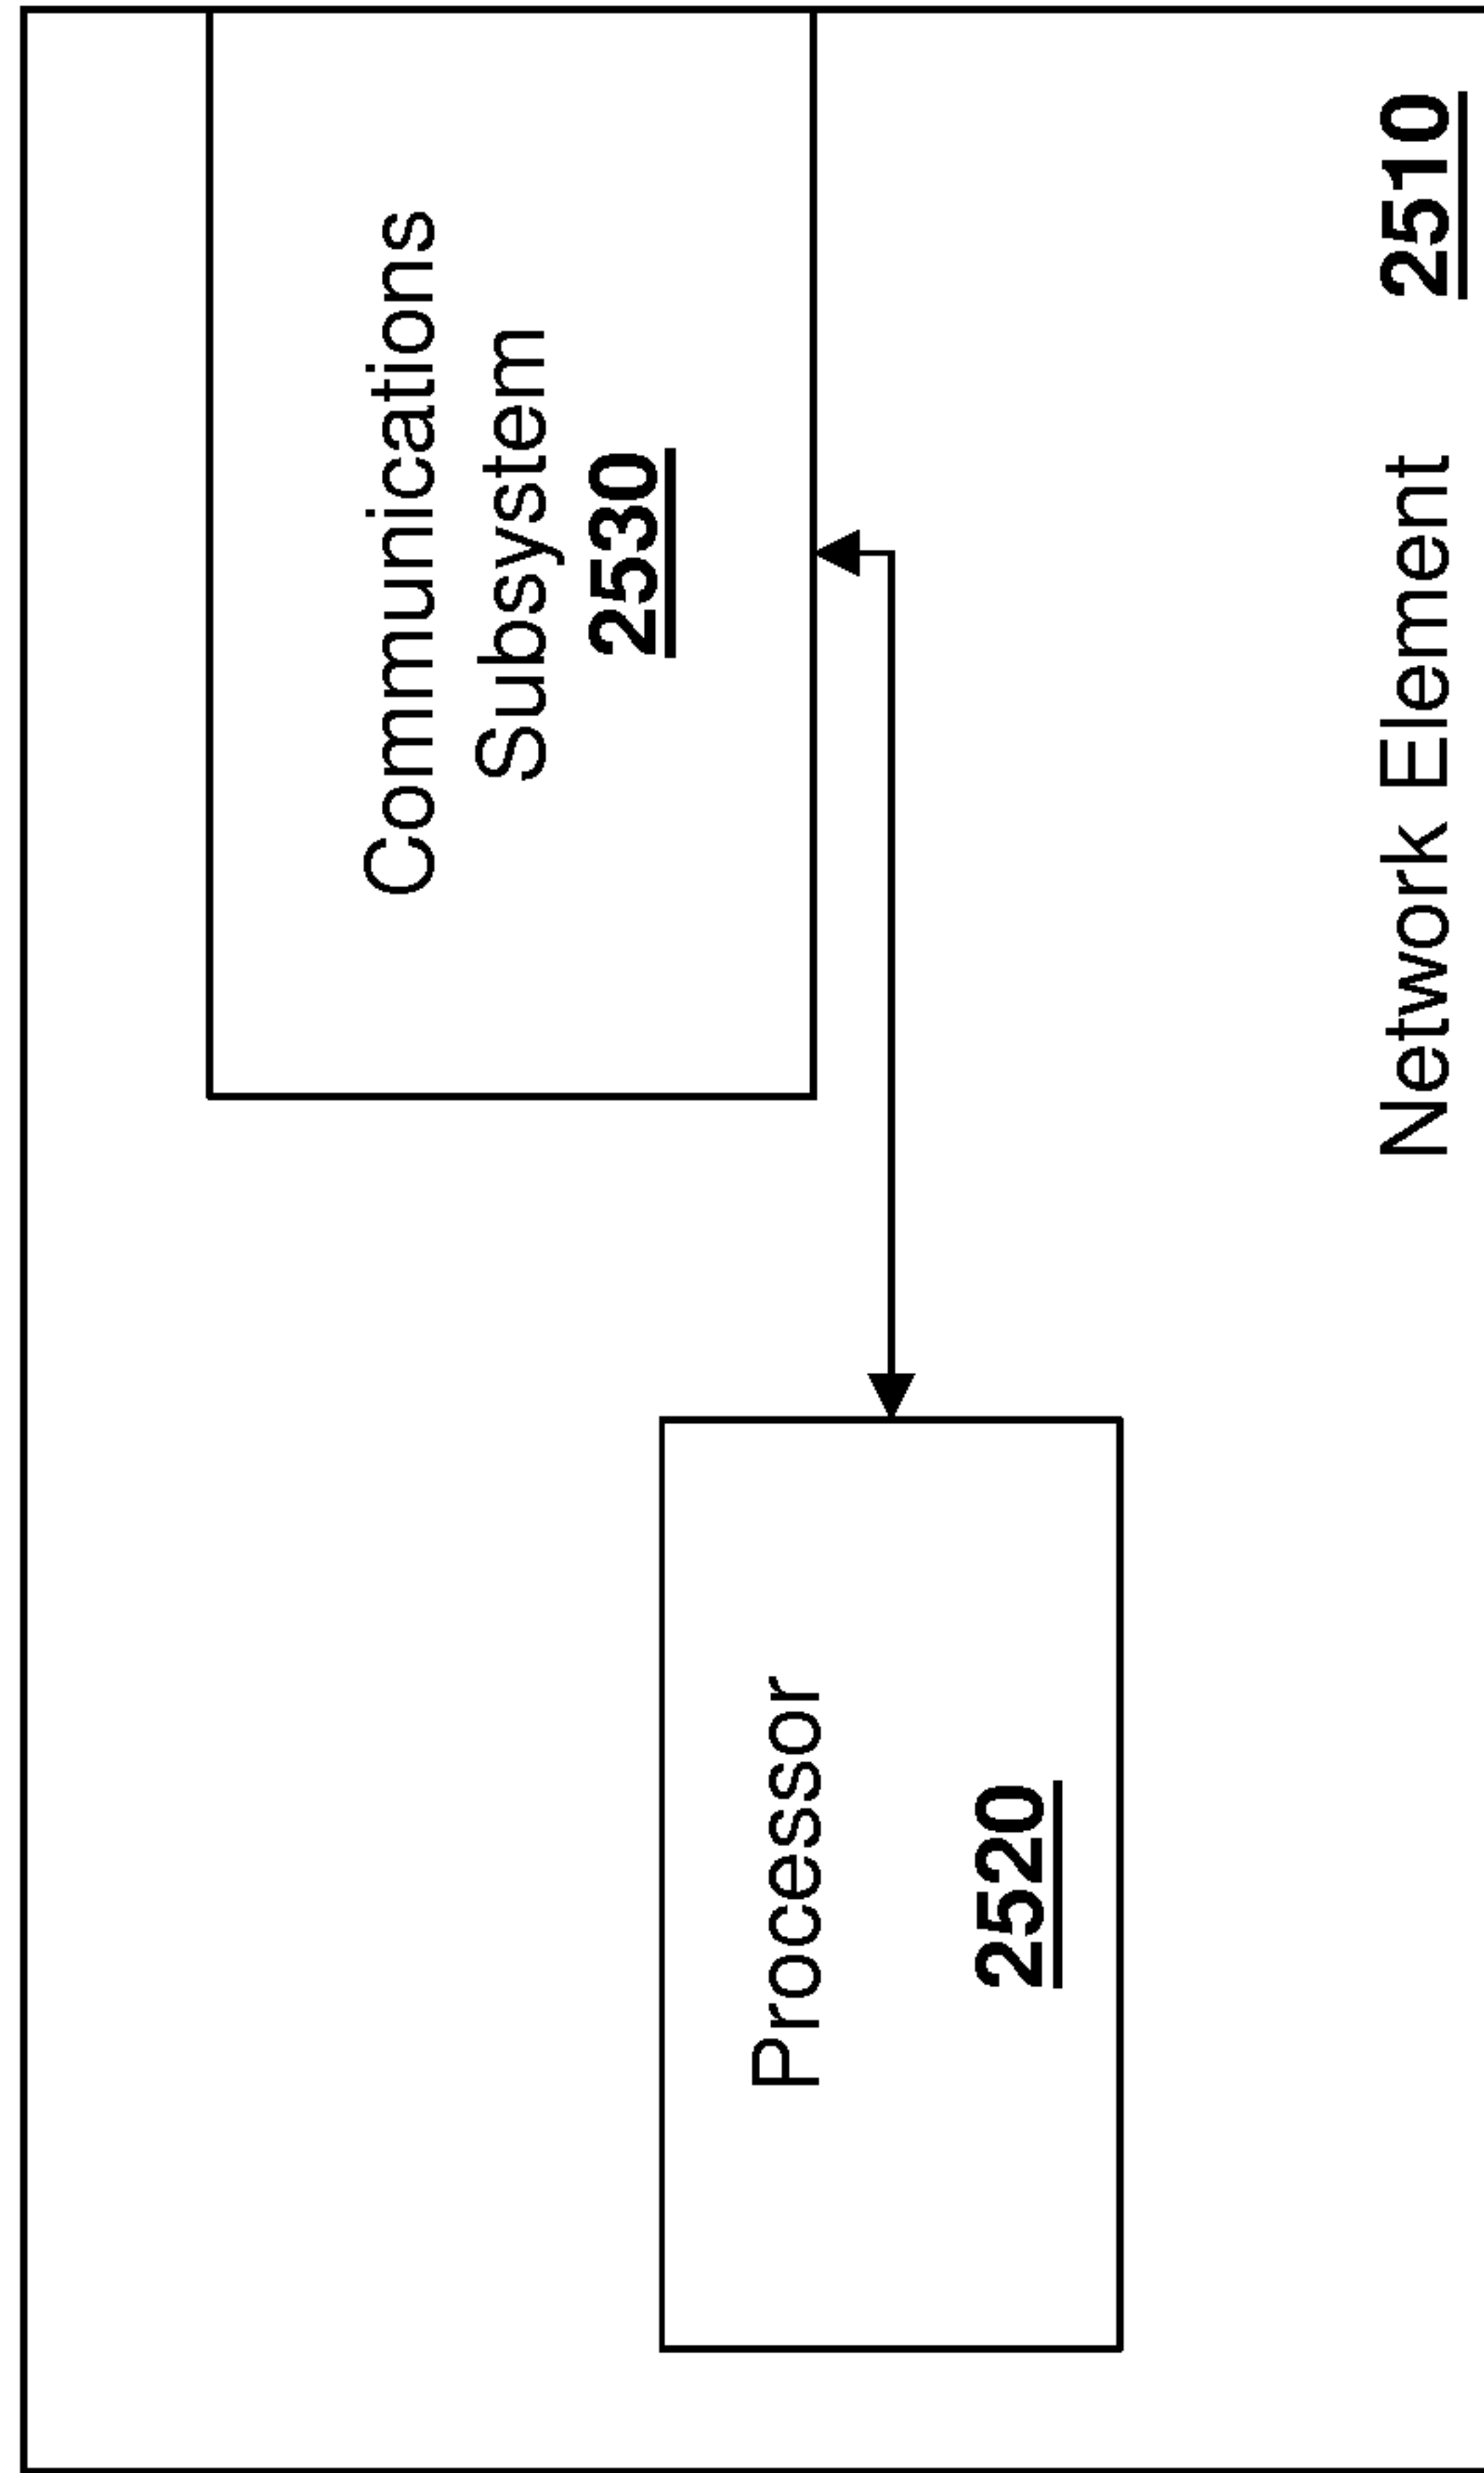 Communications
Subsystem
2530
Processor
2520
Network Element 2510